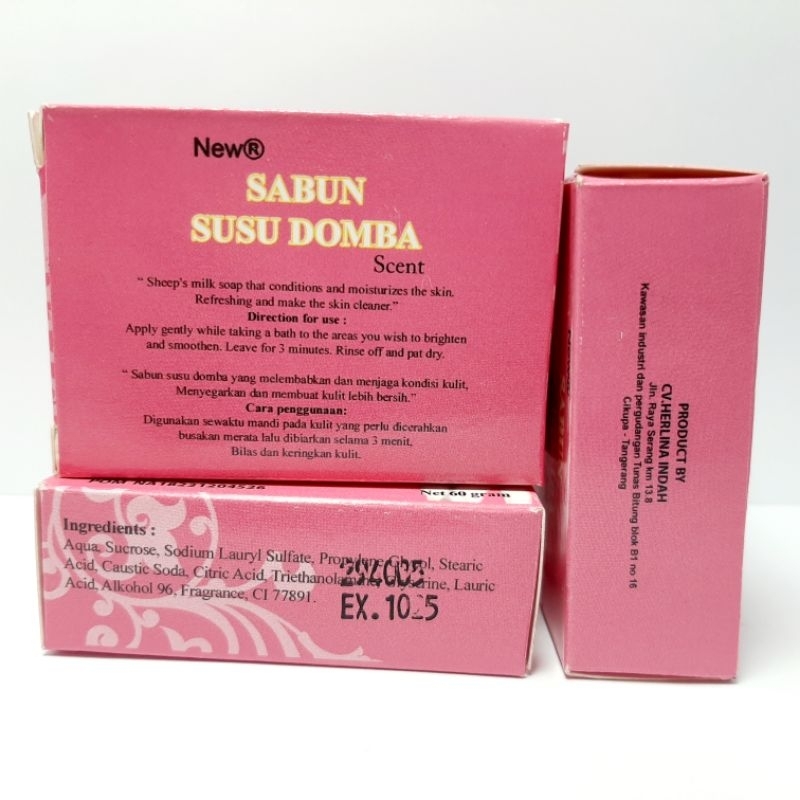 New®
SABUN
SUSU DOMBA
Scent
“ Sheep's milk soap that conditions and moisturizes the skin.
Refreshing and make the skin cleaner.”
Direction for use :
Apply gently while taking a bath to the areas you wish to brighten
and smoothen. Leave for 3 minutes. Rinse off and pat dry.
“ Sabun susu domba yang melembabkan dan menjaga kondisi kulit,
Menyegarkan dan membuat kulit lebih bersih.”
Cara penggunaan:
Digunakan sewaktu mandi pada kulit yang perlu dicerahkan
busakan merata lalu dibiarkan selama 3 menit,
Bilas dan keringkan kulit.
Net 60 gram
Ingredients :
Aqua, Sucrose, Sodium Lauryl Sulfate, Propylene Glycol, Stearic
Acid, Caustic Soda, Citric Acid, Triethanolamine, Glyserine, Lauric
Acid, Alkohol 96, Fragrance, CI 77891.
EX.
PRODUCT BY
CV.HERLINA INDAH
Jln. Raya Serang km 13.8
Kawasan industri dan pergudangan Tunas Bitung blok B1 no 16
Cikupa - Tangerang